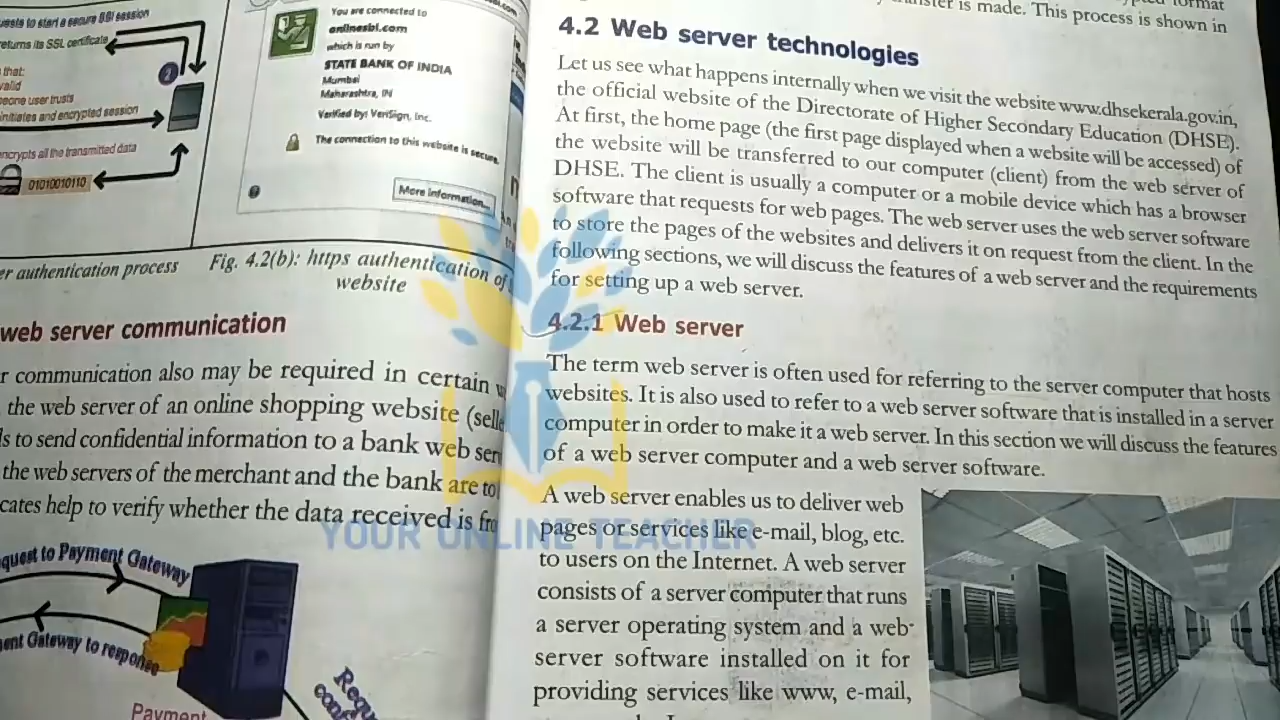 uests to start a secure SSl session
returns its SSL certificate
2
that:
valid
meone user trusts
initiates and encrypted session
encrypts all the transmitted data
01010010110
er authentication process
You are connected to
onlinesbi.com
which is run by
STATE BANK OF INDIA
Mumbai
Maharashtra, IN
Verified by: VeriSign, Inc.
The connection to this website is secure.
More Information...
Fig. 4.2(b): https authentication of
website
web server communication
r communication also may be required in certain
the web server of an online shopping website (selle
ls to send confidential information to a bank web ser
the web servers of the merchant and the bank are to
cates help to verify whether the data received is fro
quest to Payment Gateway
ent Gateway to response
Payment
is made. This process is shown in
4.2 Web server technologies
Let us see what happens internally when we visit the website www.dhsekerala.gov.in,
the official website of the Directorate of Higher Secondary Education (DHSE).
At first, the home page (the first page displayed when a website will be accessed) of
the website will be transferred to our computer (client) from the web server of
DHSE. The client is usually a computer or a mobile device which has a browser
software that requests for web pages. The web server uses the web server software
to store the pages of the websites and delivers it on request from the client. In the
following sections, we will discuss the features of a web server and the requirements
for setting up a web server.
4.2.1 Web server
The term web server is often used for referring to the server computer that hosts
websites. It is also used to refer to a web server software that is installed in a server
computer in order to make it a web server. In this section we will discuss the features
of a web server computer and a web server software.
A web server enables us to deliver web
pages or services like e-mail, blog, etc.
to users on the Internet. A web server
consists of a server computer that runs
a server operating system and a web
server software installed on it for
providing services like www, e-mail,
YOUR ONLINE TEACHER